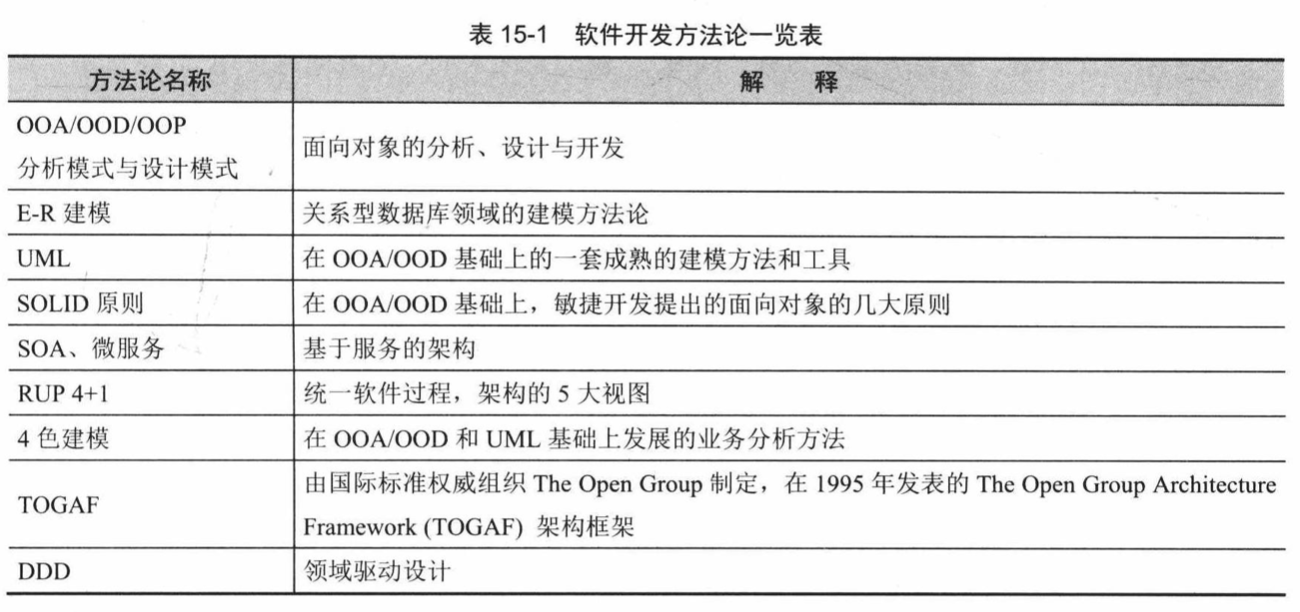 表 15-1 软件开发方法论一览表
方法论名称 解 释
OOA/OOD/OOP
分析模式与设计模式
面向对象的分析、设计与开发
E-R 建模 关系型数据库领域的建模方法论
UML 在 OOA/OOD 基础上的一套成熟的建模方法和工具
SOLID 原则 在 OOA/OOD 基础上，敏捷开发提出的面向对象的几大原则
SOA、微服务 基于服务的架构
RUP 4+1 统一软件过程，架构的 5 大视图
4 色建模 在 OOA/OOD 和 UML 基础上发展的业务分析方法
TOGAF
由国际标准权威组织 The Open Group 制定，在 1995 年发表的 The Open Group Architecture
Framework (TOGAF) 架构框架
DDD 领域驱动设计